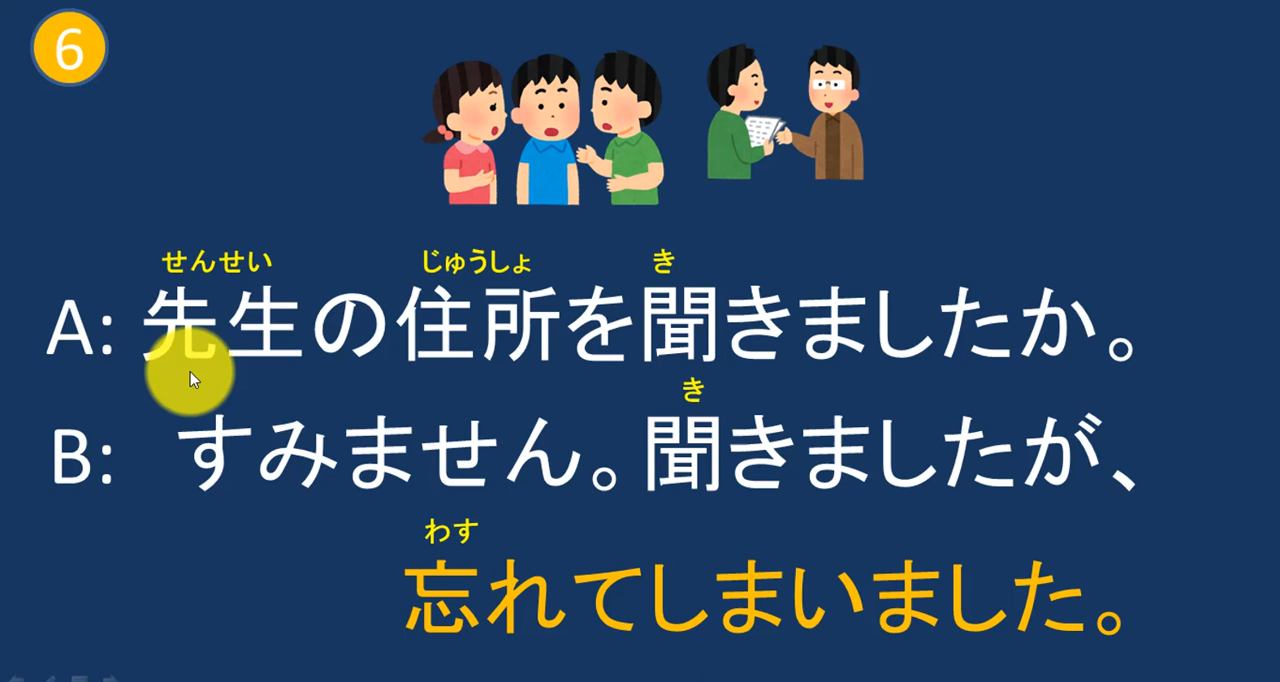 6
せんせい じゅうしょ き
A: 先生の住所を聞きましたか。
き
B: すみません。聞きましたが、
わす
忘れてしまいました。